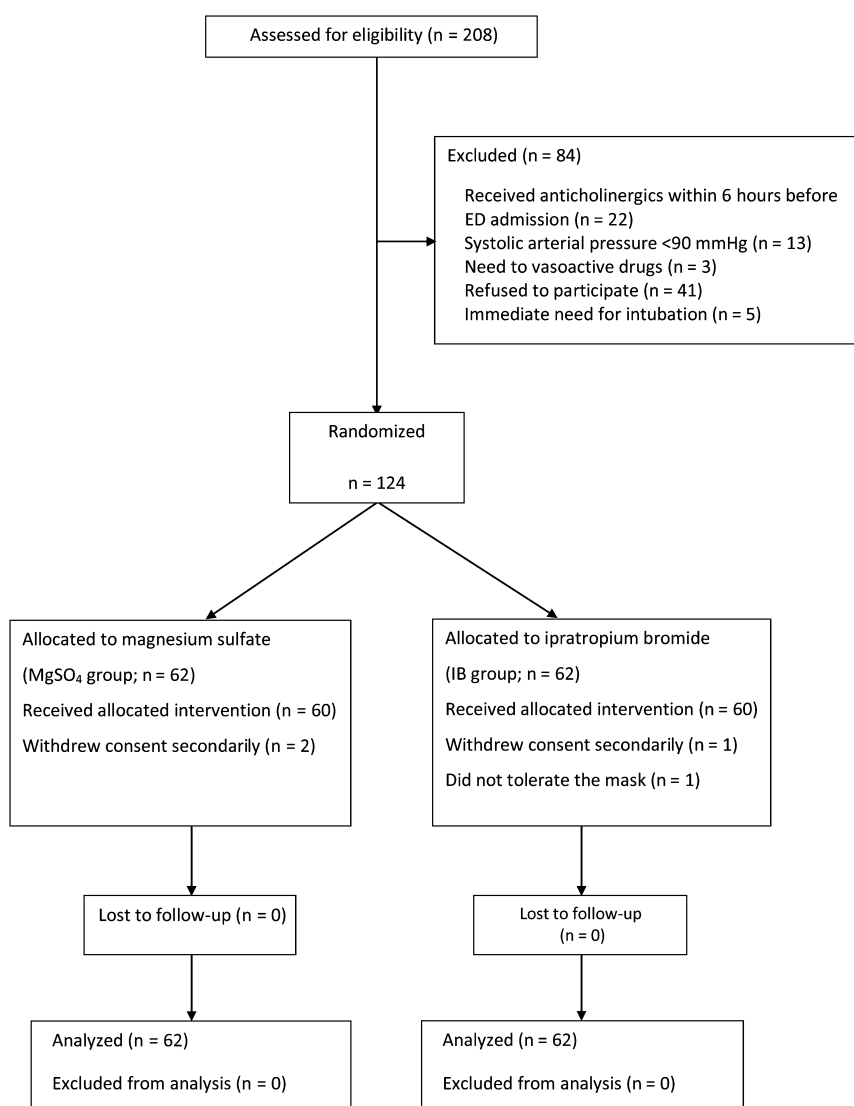 Assessed for eligibility (n = 208)
Excluded (n = 84)
Received anticholinergics within 6 hours before
ED admission (n = 22)
Systolic arterial pressure <90 mmHg (n = 13)
Need to vasoactive drugs (n = 3)
Refused to participate (n = 41)
Immediate need for intubation (n = 5)
Randomized
n = 124
Allocated to magnesium sulfate
(MgSO₄ group; n = 62)
Received allocated intervention (n = 60)
Withdrew consent secondarily (n = 2)
Allocated to ipratropium bromide
(IB group; n = 62)
Received allocated intervention (n = 60)
Withdrew consent secondarily (n = 1)
Did not tolerate the mask (n = 1)
Lost to follow-up (n = 0)
Lost to follow-up
(n = 0)
Analyzed (n = 62)
Excluded from analysis (n = 0)
Analyzed (n = 62)
Excluded from analysis (n = 0)